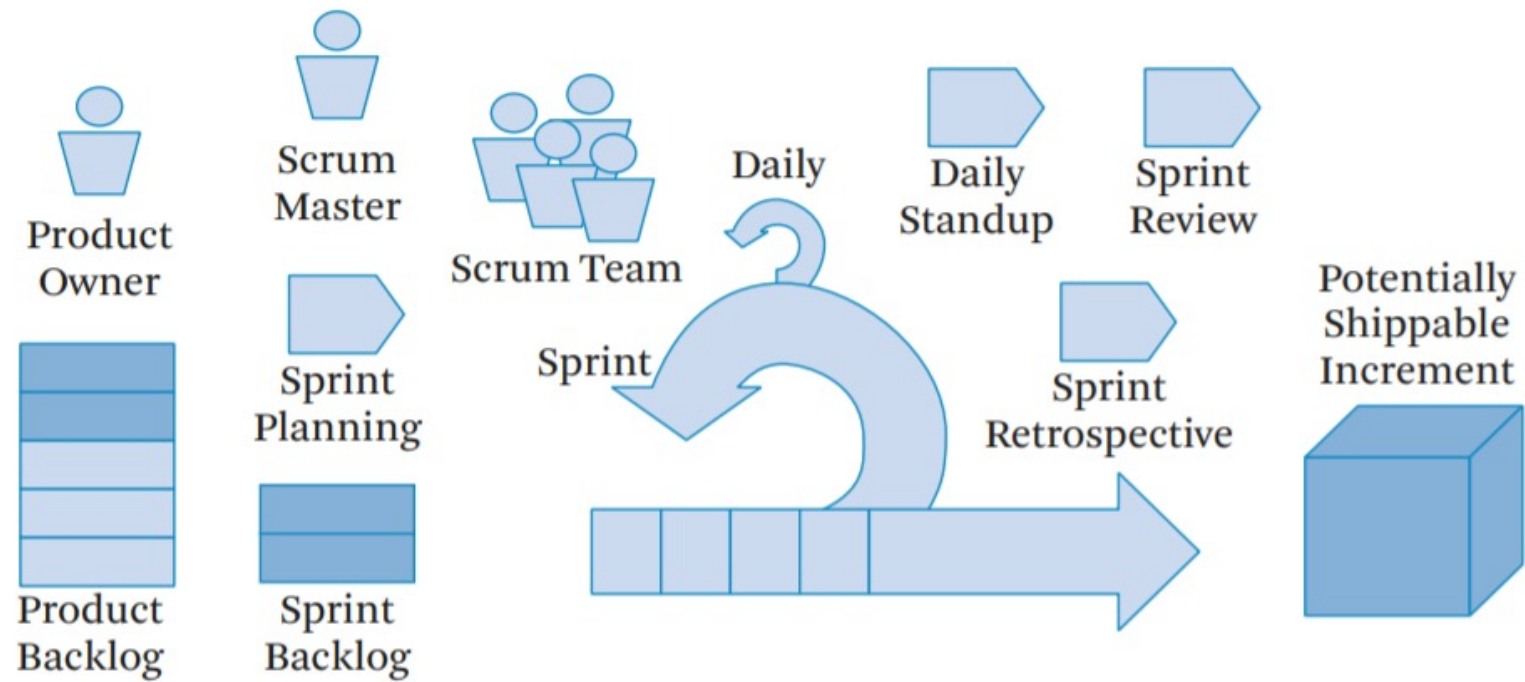 Product
Owner
Scrum
Master
Scrum Team
Daily
Daily
Standup
Sprint
Review
Sprint
Planning
Sprint
Sprint
Retrospective
Potentially
Shippable
Increment
Product
Backlog
Sprint
Backlog